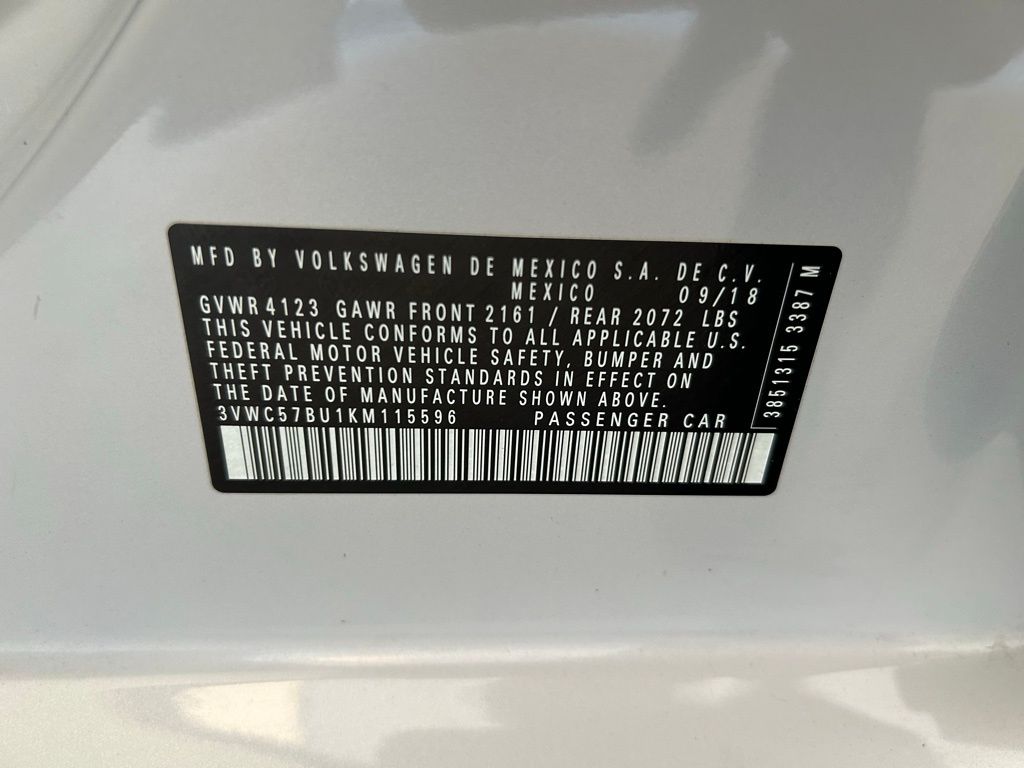 MFD BY VOLKSWAGEN DE MEXICO S.A. DE C.V.
MEXICO 09/18
GVWR 4123 GAWR FRONT 2161 / REAR 2072 LBS
THIS VEHICLE CONFORMS TO ALL APPLICABLE U.S.
FEDERAL MOTOR VEHICLE SAFETY, BUMPER AND
THEFT PREVENTION STANDARDS IN EFFECT ON
THE DATE OF MANUFACTURE SHOWN ABOVE.
3VWC57BU1KM115596 PASSENGER CAR
3851315 3387 M